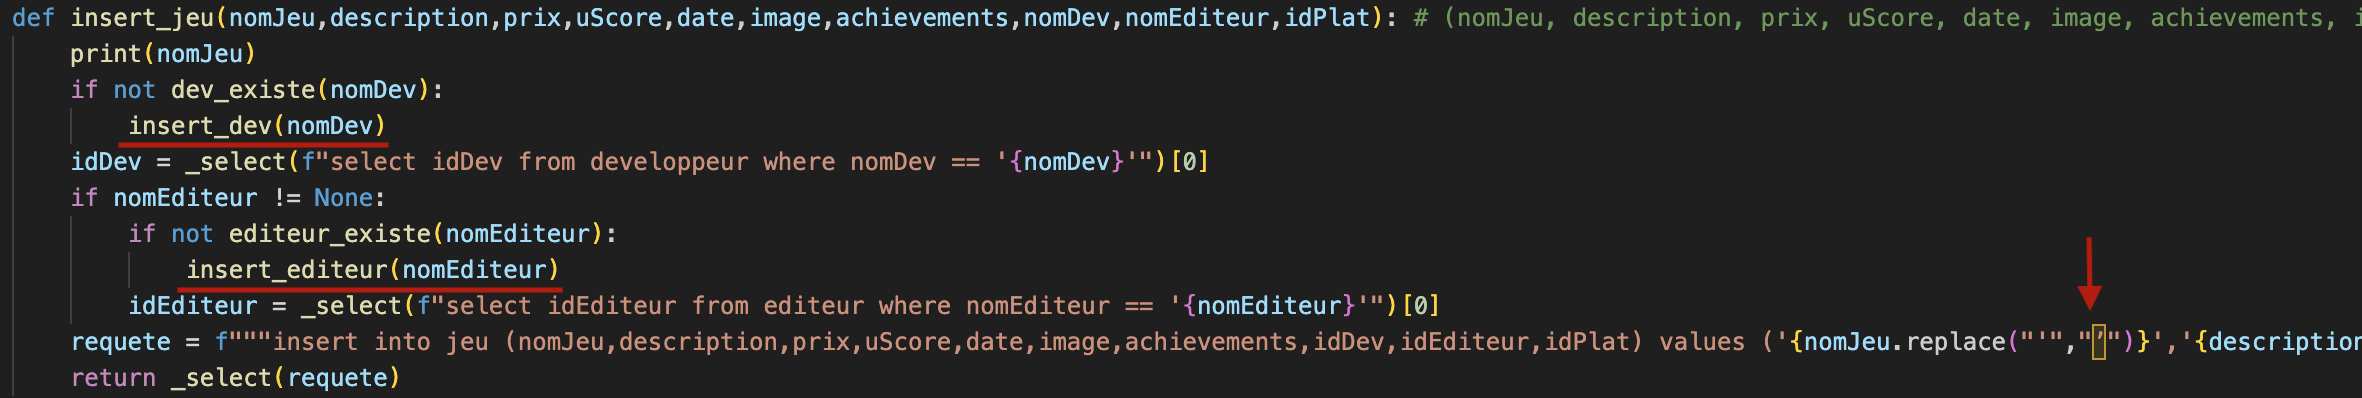 def insert_jeu(nomJeu,description,prix,uScore,date,image,achievements,nomDev,nomEditeur,idPlat): # (nomJeu, description, prix, uScore, date, image, achievements,
print(nomJeu)
if not dev_existe(nomDev):
insert_dev(nomDev)
idDev = _select(f"select idDev from developpeur where nomDev == '{nomDev}'")[0]
if nomEditeur != None:
if not editeur_existe(nomEditeur):
insert_editeur(nomEditeur)
idEditeur = _select(f"select idEditeur from editeur where nomEditeur == '{nomEditeur}'")[0]
requete = f"""insert into jeu (nomJeu,description,prix,uScore,date,image,achievements,idDev,idEditeur,idPlat) values ('{nomJeu.replace("'","’")}','{description
return _select(requete)